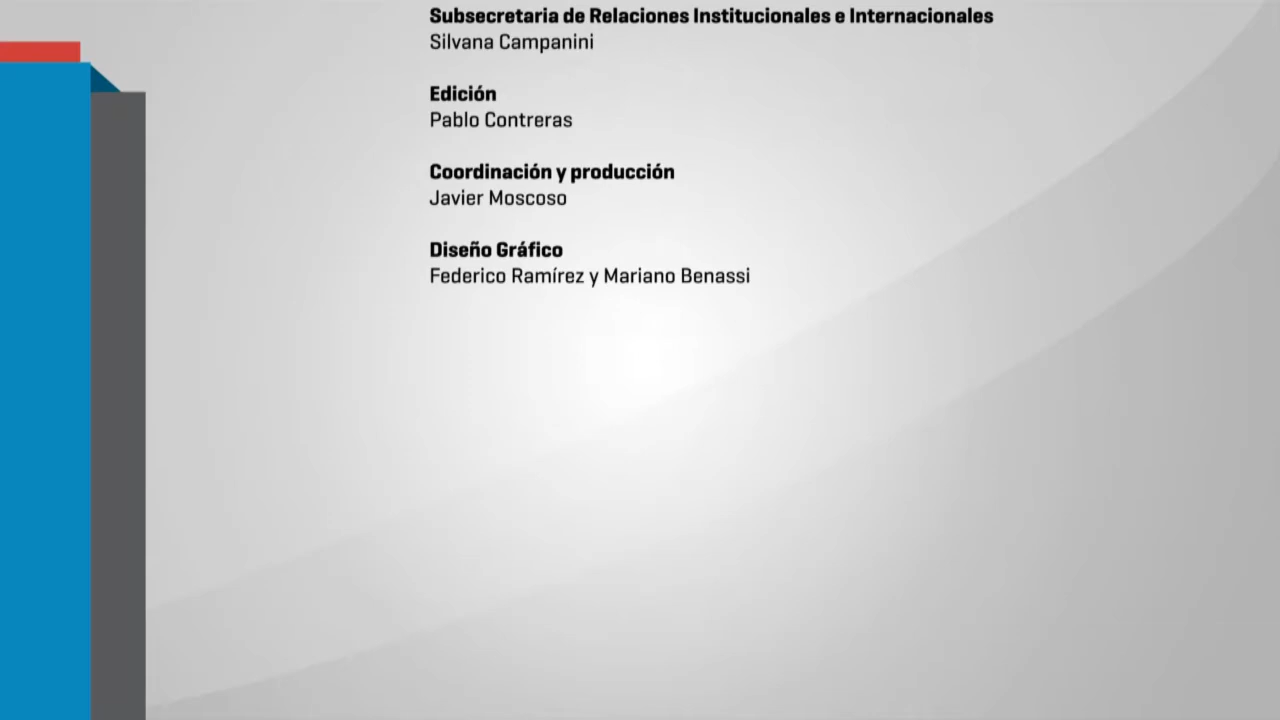 Subsecretaria de Relaciones Institucionales e Internacionales
Silvana Campanini
Edición
Pablo Contreras
Coordinación y producción
Javier Moscoso
Diseño Gráfico
Federico Ramírez y Mariano Benassi